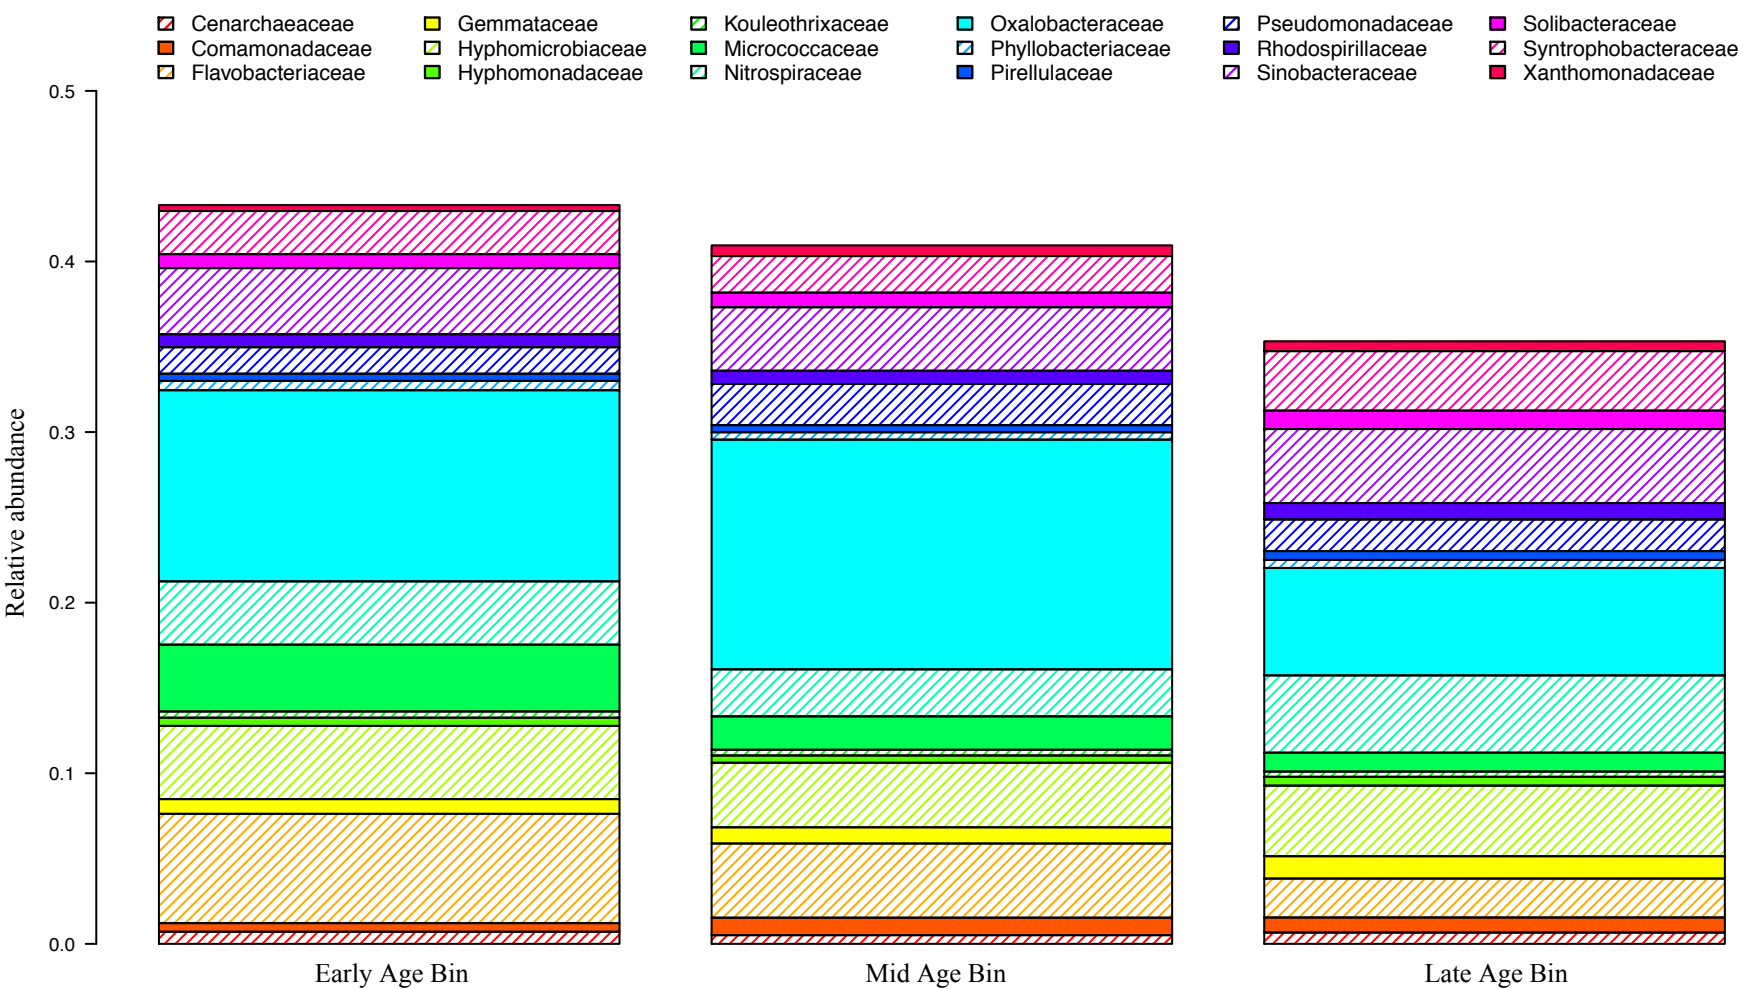 Cenarchaeaceae Gemmataceae Kouleothrixaceae Oxalobacteraceae Pseudomonadaceae Solibacteraceae
Comamonadaceae Hyphomicrobiaceae Micrococcaceae Phyllobacteriaceae Rhodospirillaceae Syntrophobacteraceae
Flavobacteriaceae Hyphomonadaceae Nitrospiraceae Pirellulaceae Sinobacteraceae Xanthomonadaceae
0.5
0.4
0.3
0.2
0.1
0.0
Relative abundance
Early Age Bin Mid Age Bin Late Age Bin